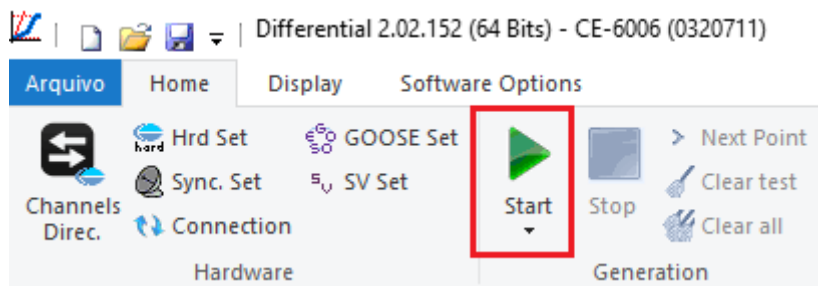 Differential 2.02.152 (64 Bits) - CE-6006 (0320711)
Arquivo Home Display Software Options
Channels Direc.
hard Hrd Set
Sync. Set
Connection
GOOSE Set
SV Set
Hardware
Start
Stop
Next Point
Clear test
Clear all
Generation